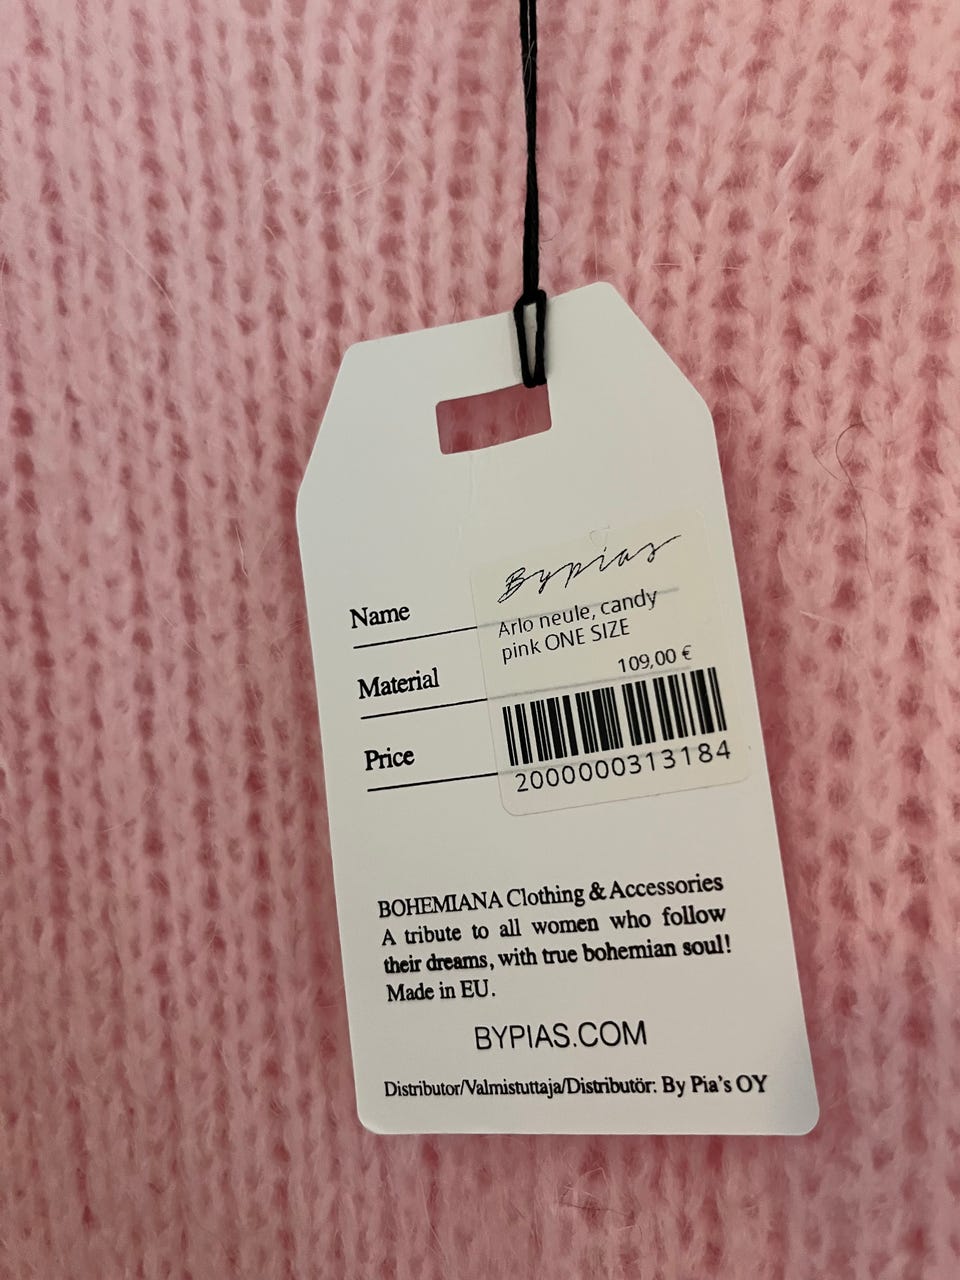 Name
Material
Price
Bypias
Arlo neule, candy
pink ONE SIZE
109,00 €
2000000313184
BOHEMIANA Clothing & Accessories
A tribute to all women who follow
their dreams, with true bohemian soul!
Made in EU.
BYPIAS.COM
Distributor/Valmistuttaja/Distributör: By Pia's OY